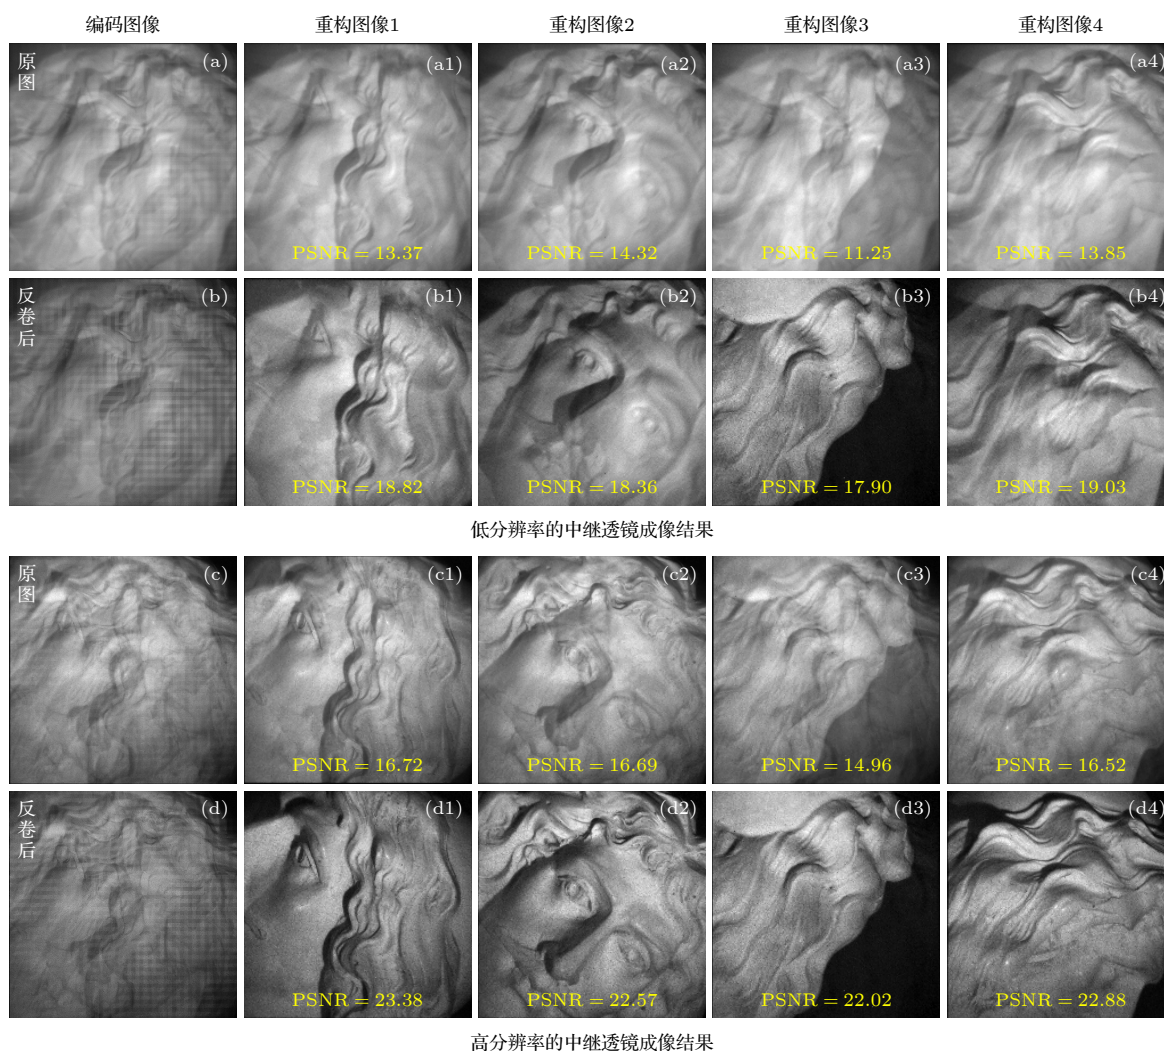 编码图像 重构图像1 重构图像2 重构图像3 重构图像4
原图 (a) (a1) (a2) (a3) (a4)
PSNR = 13.37 PSNR = 14.32 PSNR = 11.25 PSNR = 13.85
反卷后 (b) (b1) (b2) (b3) (b4)
PSNR = 18.82 PSNR = 18.36 PSNR = 17.90 PSNR = 19.03
低分辨率的中继透镜成像结果
原图 (c) (c1) (c2) (c3) (c4)
PSNR = 16.72 PSNR = 16.69 PSNR = 14.96 PSNR = 16.52
反卷后 (d) (d1) (d2) (d3) (d4)
PSNR = 23.38 PSNR = 22.57 PSNR = 22.02 PSNR = 22.88
高分辨率的中继透镜成像结果